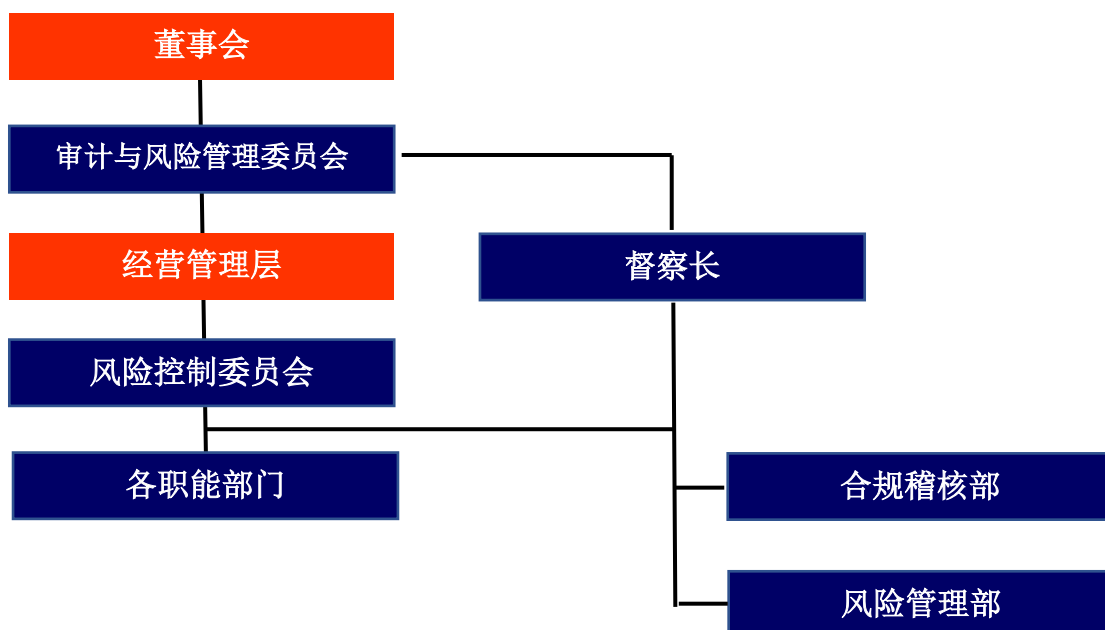 董事会
审计与风险管理委员会
经营管理层
督察长
风险控制委员会
各职能部门
合规稽核部
风险管理部